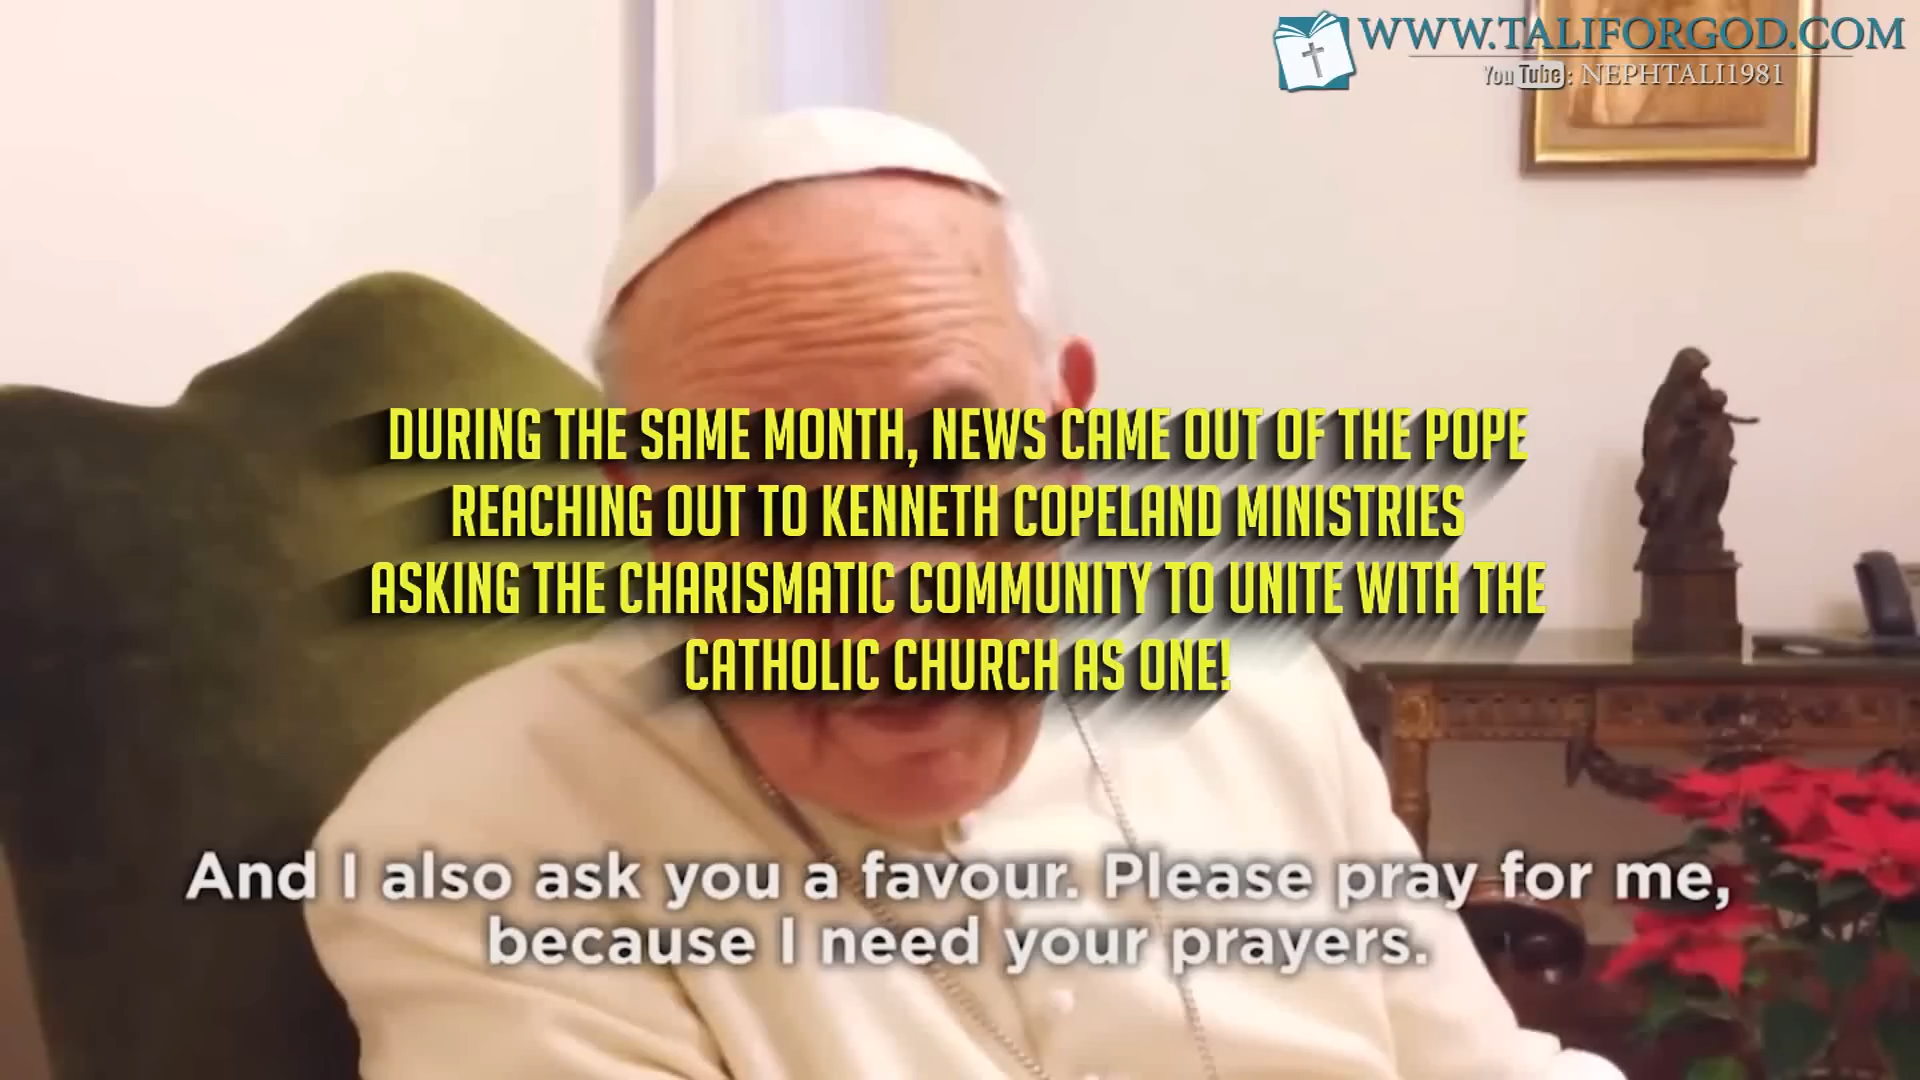 WWW.TALIFORGOD.COM
You Tube: NEPHTALI1981
DURING THE SAME MONTH, NEWS CAME OUT OF THE POPE
REACHING OUT TO KENNETH COPELAND MINISTRIES
ASKING THE CHARISMATIC COMMUNITY TO UNITE WITH THE
CATHOLIC CHURCH AS ONE!
And I also ask you a favour. Please pray for me,
because I need your prayers.